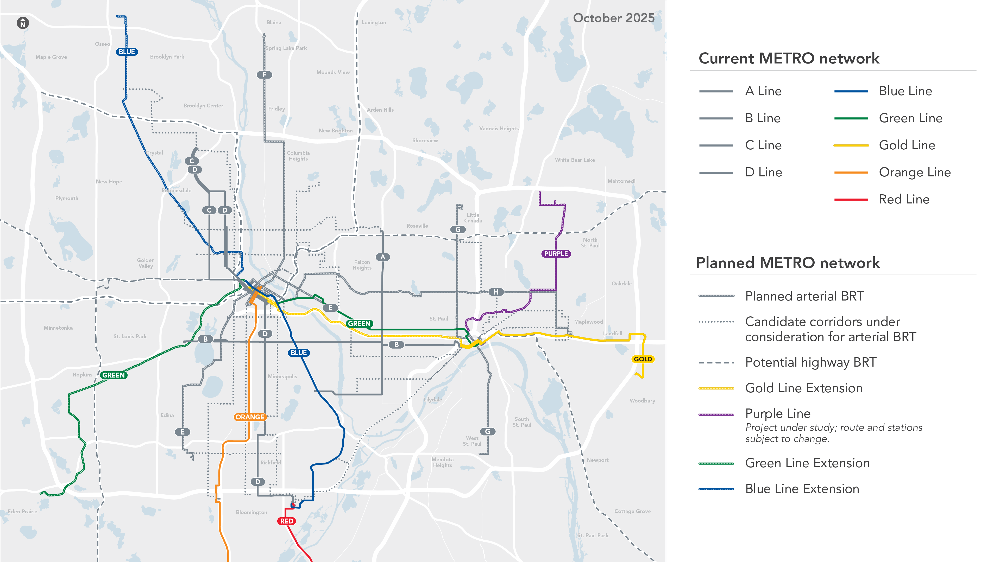 October 2025
N
Blaine
Lexington
Osseo
Spring Lake Park
BLUE
Maple Grove
Brooklyn Park
Mounds View
F
Brooklyn Center
Fridley
Arden Hills
New Brighton
Vadnais Heights
Shoreview
Crystal
Columbia
Heights
C
White Bear Lake
D
New Hope
Mahtomedi
Robbinsdale
Plymouth
C
D
Little
Canada
Roseville
G
North
St. Paul
PURPLE
A
Golden
Valley
Falcon
Heights
Oakdale
H
E
St. Paul
GREEN
Maplewood
Minnetonka
D
Landfall
St. Louis Park
B
B
BLUE
GOLD
Hopkins
GREEN
Minneapolis
Lilydale
Woodbury
Edina
ORANGE
South
St. Paul
E
G
West
St. Paul
Richfield
Mendota
Heights
Newport
D
Eden Prairie
Bloomington
Cottage Grove
RED
St. Paul Park
Current METRO network
A Line
Blue Line
B Line
Green Line
C Line
Gold Line
D Line
Orange Line
Red Line
Planned METRO network
Planned arterial BRT
Candidate corridors under
consideration for arterial BRT
Potential highway BRT
Gold Line Extension
Purple Line
Project under study; route and stations
subject to change.
Green Line Extension
Blue Line Extension